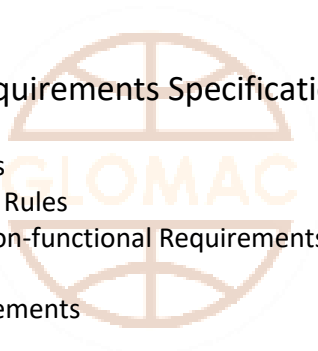 quirements Specificati
s
Rules
on-functional Requirements
ements
GLOMAC